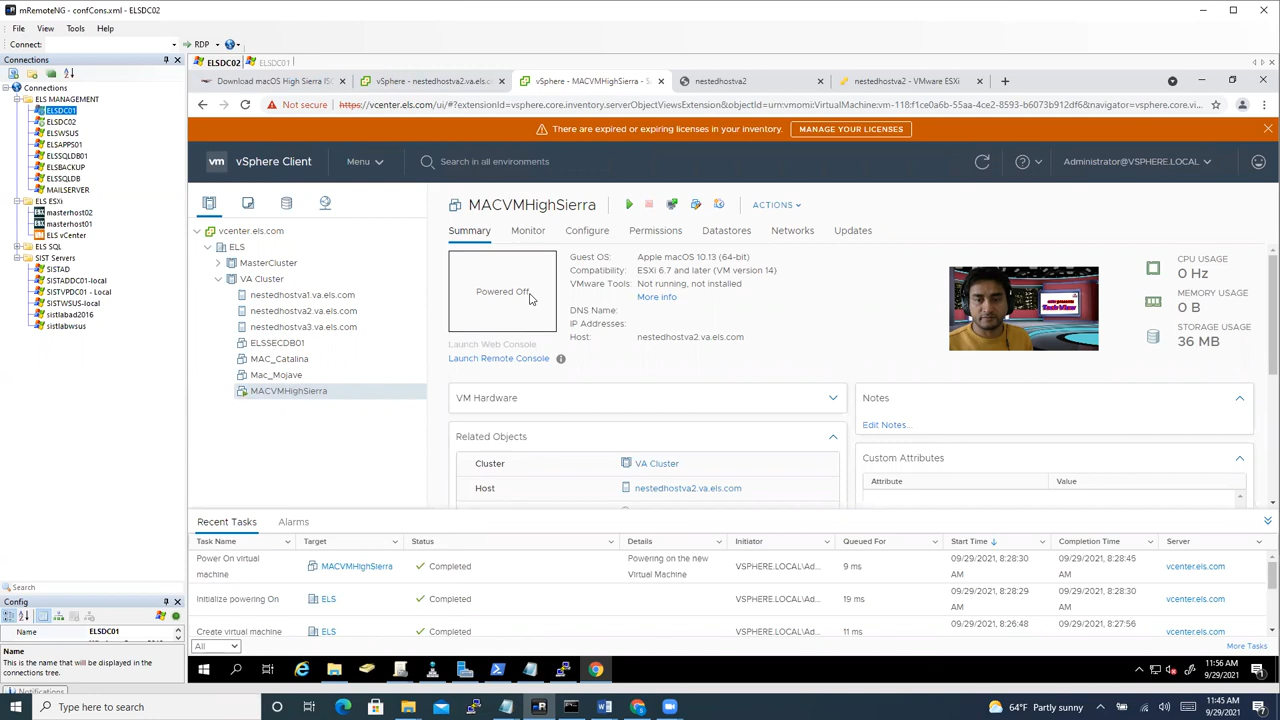 mRemoteNG - confCons.xml - ELSDC02
File View Tools Help
Connect: RDP
Connections
ELSDC02 ELSDC01
Download macOS High Sierra ISO
vSphere - nestedhostva2.va.els.com
vSphere - MACVMHighSierra - S
nestedhostva2
nestedhostva2 - VMware ESXi
Not secure https://vcenter.els.com/ui/#?extensionId=vsphere.core.inventory.serverObjectViewsExtension&objectId=urn:vmomi:VirtualMachine:vm-118:f1ce0a6b-55aa-4ce2-8593-b6073b912df6&navigator=vsphere.core.vi...
There are expired or expiring licenses in your inventory. MANAGE YOUR LICENSES
vm vSphere Client Menu Search in all environments Administrator@VSPHERE.LOCAL
Connections
ELS MANAGEMENT
ELSDC01
ELSDC02
ELSWSUS
ELSAPPS01
ELSSQLDB01
ELSBACKUP
ELSSQLDB
MAILSERVER
ELS ESXi
masterhost02
masterhost01
ELS vCenter
ELS SQL
SIST Servers
SISTAD
SISTADDC01-local
SISTVPDC01 - Local
SISTWSUS-local
sistlabad2016
sistlabwsus
vcenter.els.com
ELS
MasterCluster
VA Cluster
nestedhostva1.va.els.com
nestedhostva2.va.els.com
nestedhostva3.va.els.com
ELSSECDB01
MAC_Catalina
Mac_Mojave
MACVMHighSierra
MACVMHighSierra ACTIONS
Summary Monitor Configure Permissions Datastores Networks Updates
Powered Off
Launch Web Console
Launch Remote Console
Guest OS: Apple macOS 10.13 (64-bit)
Compatibility: ESXi 6.7 and later (VM version 14)
VMware Tools: Not running, not installed
More info
DNS Name:
IP Addresses:
Host: nestedhostva2.va.els.com
CPU USAGE
0 Hz
MEMORY USAGE
0 B
STORAGE USAGE
36 MB
VM Hardware
Related Objects
Cluster VA Cluster
Host nestedhostva2.va.els.com
Notes
Edit Notes...
Custom Attributes
Attribute Value
Recent Tasks Alarms
Task Name Target Status Details Initiator Queued For Start Time Completion Time Server
Power On virtual machine MACVMHighSierra Completed Powering on the new Virtual Machine VSPHERE.LOCAL\Ad... 9 ms 09/29/2021, 8:28:30 AM 09/29/2021, 8:28:46 AM vcenter.els.com
Initialize powering On ELS Completed VSPHERE.LOCAL\Ad... 19 ms 09/29/2021, 8:28:29 AM 09/29/2021, 8:28:30 AM vcenter.els.com
Create virtual machine ELS Completed VSPHERE.LOCAL\Ad... 11 ms 09/29/2021, 8:26:48 09/29/2021, 8:27:56 vcenter.els.com
All More Tasks
Search
Config
Name ELSDC01
Name
This is the name that will be displayed in the connections tree.
Notifications
11:56 AM
9/29/2021
Type here to search
64°F Partly sunny
11:45 AM
9/29/2021